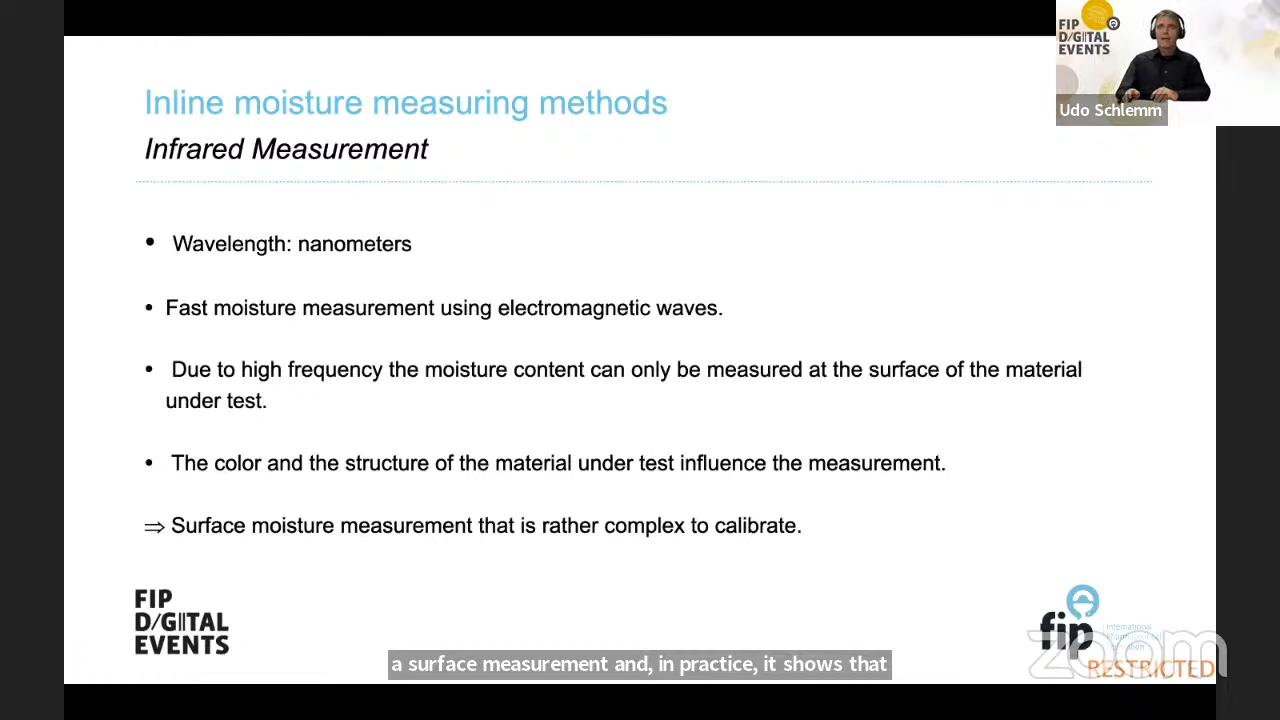 FIP
D/G/TAL
EVENTS
Udo Schlemm
Inline moisture measuring methods
Infrared Measurement
• Wavelength: nanometers
• Fast moisture measurement using electromagnetic waves.
• Due to high frequency the moisture content can only be measured at the surface of the material
under test.
• The color and the structure of the material under test influence the measurement.
⇒ Surface moisture measurement that is rather complex to calibrate.
FIP
D/GITAL
EVENTS
fip
International
zoom
RESTRICTED
a surface measurement and, in practice, it shows that